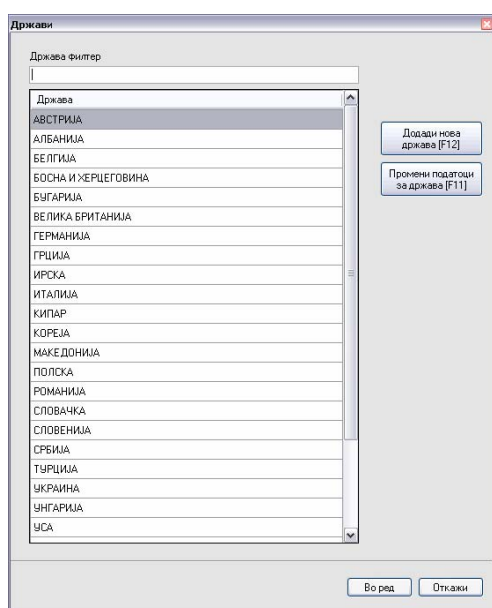 Држави
Држава филтер
Држава
АВСТРИЈА
АЛБАНИЈА
БЕЛГИЈА
БОСНА И ХЕРЦЕГОВИНА
БУГАРИЈА
ВЕЛИКА БРИТАНИЈА
ГЕРМАНИЈА
ГРЦИЈА
ИРСКА
ИТАЛИЈА
КИПАР
КОРЕЈА
МАКЕДОНИЈА
ПОЛСКА
РОМАНИЈА
СЛОВАЧКА
СЛОВЕНИЈА
СРБИЈА
ТУРЦИЈА
УКРАИНА
УНГАРИЈА
УСА
Додади нова
држава [F12]
Промени податоци
за држава [F11]
Во ред
Откажи